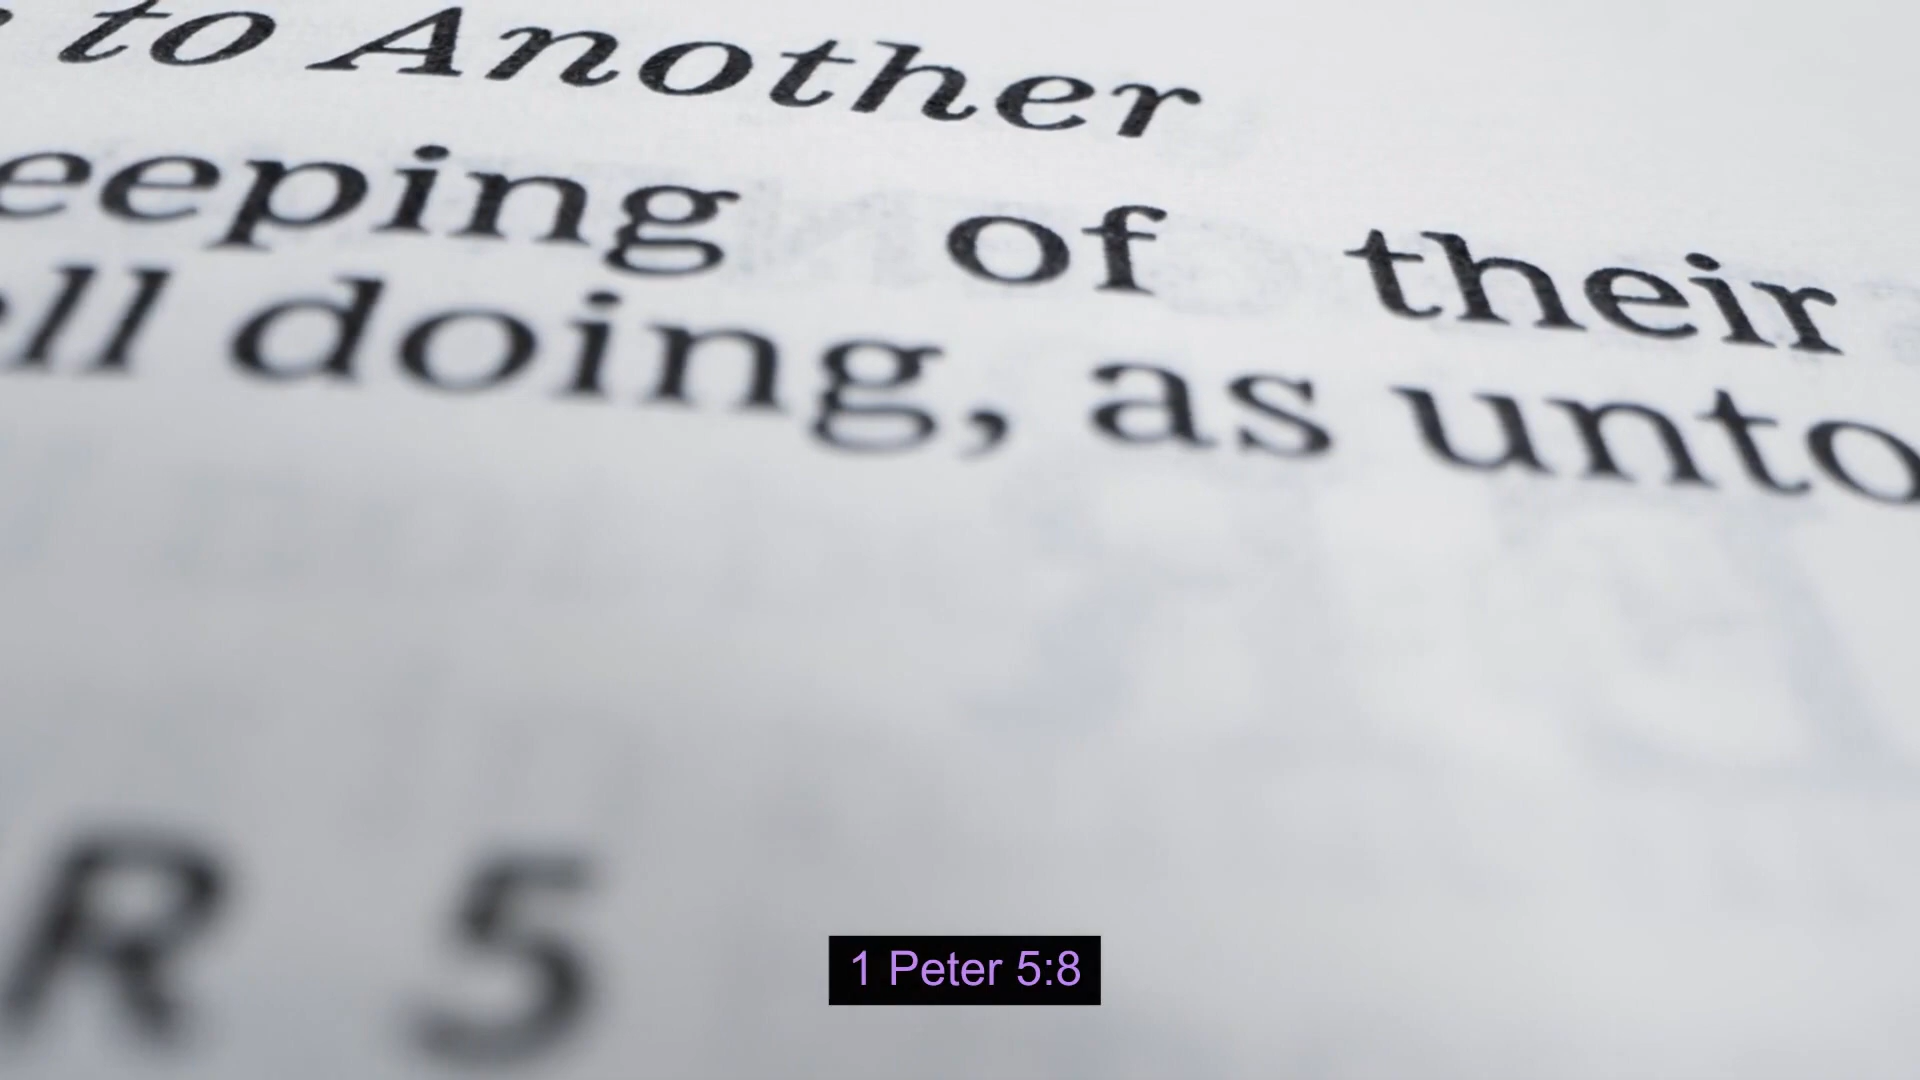 to Another
eeping of their
ll doing, as unto
R 5
1 Peter 5:8